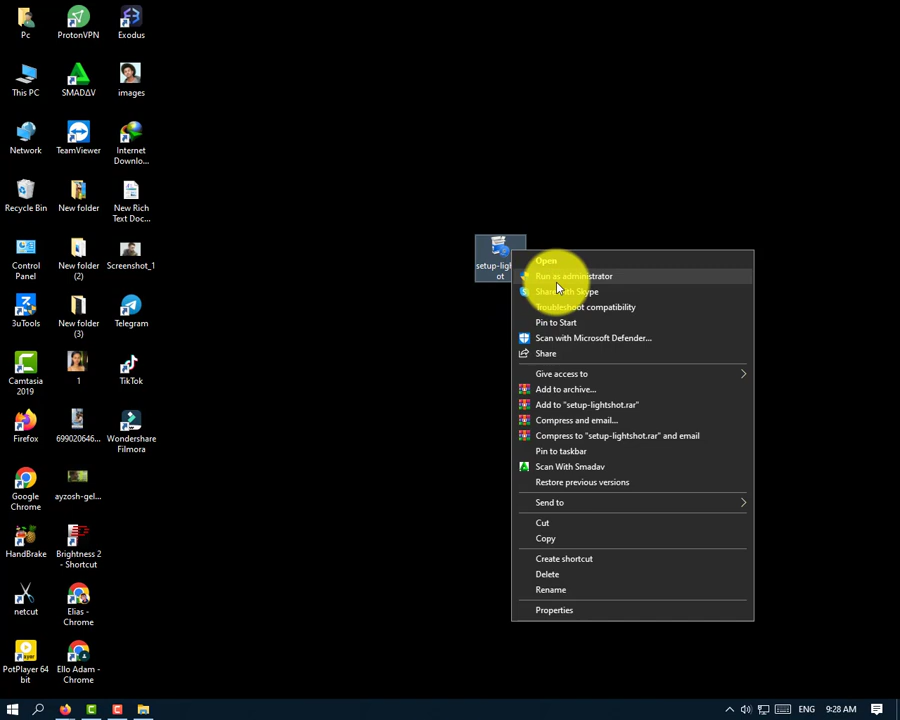 Pc
ProtonVPN
Exodus
This PC
SMADΔV
images
Network
TeamViewer
Internet
Downlo...
Recycle Bin
New folder
New Rich
Text Doc...
Control
Panel
New folder
(2)
Screenshot_1
3uTools
New folder
(3)
Telegram
Camtasia
2019
1
TikTok
Firefox
699020646...
Wondershare
Filmora
Google
Chrome
ayzosh-gel...
HandBrake
Brightness 2
- Shortcut
netcut
Elias -
Chrome
PotPlayer 64
bit
Ello Adam -
Chrome
setup-ligh
ot
Open
Run as administrator
Share with Skype
Troubleshoot compatibility
Pin to Start
Scan with Microsoft Defender...
Share
Give access to
Add to archive...
Add to "setup-lightshot.rar"
Compress and email...
Compress to "setup-lightshot.rar" and email
Pin to taskbar
Scan With Smadav
Restore previous versions
Send to
Cut
Copy
Create shortcut
Delete
Rename
Properties
ENG
9:28 AM